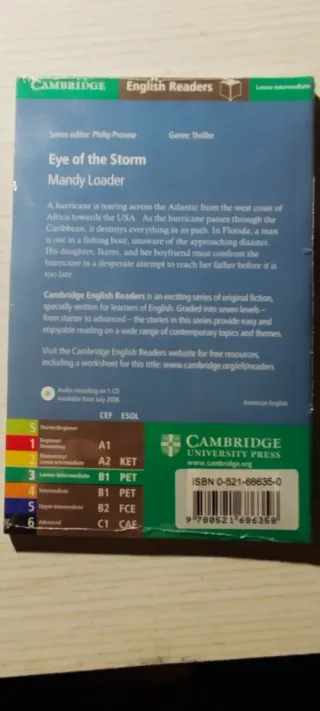 CAMBRIDGE English Readers Lower-intermediate
Series editor: Philip Prowse Genre: Thriller
Eye of the Storm
Mandy Loader
A hurricane is tearing across the Atlantic from the west coast of
Africa towards the USA. As the hurricane passes through the
Caribbean, it destroys everything in its path. In Florida, a man
is out in a fishing boat, unaware of the approaching disaster.
His daughter, Ikemi, and her boyfriend must confront the
hurricane in a desperate attempt to reach her father before it is
too late.
Cambridge English Readers is an exciting series of original fiction,
specially written for learners of English. Graded into seven levels –
from starter to advanced – the stories in this series provide easy and
enjoyable reading on a wide range of contemporary topics and themes.
Visit the Cambridge English Readers website for free resources,
including a worksheet for this title: www.cambridge.org/elt/readers
Audio recording on 1 CD
Available from July 2006
American English
CEF ESOL
S Starter/Beginner
1 Beginner/Elementary A1
2 Elementary/Lower-intermediate A2 KET
3 Lower-intermediate B1 PET
4 Intermediate B1 PET
5 Upper-intermediate B2 FCE
6 Advanced C1 CAE
CAMBRIDGE
UNIVERSITY PRESS
www.cambridge.org
ISBN 0-521-68635-0
9 780521 686358